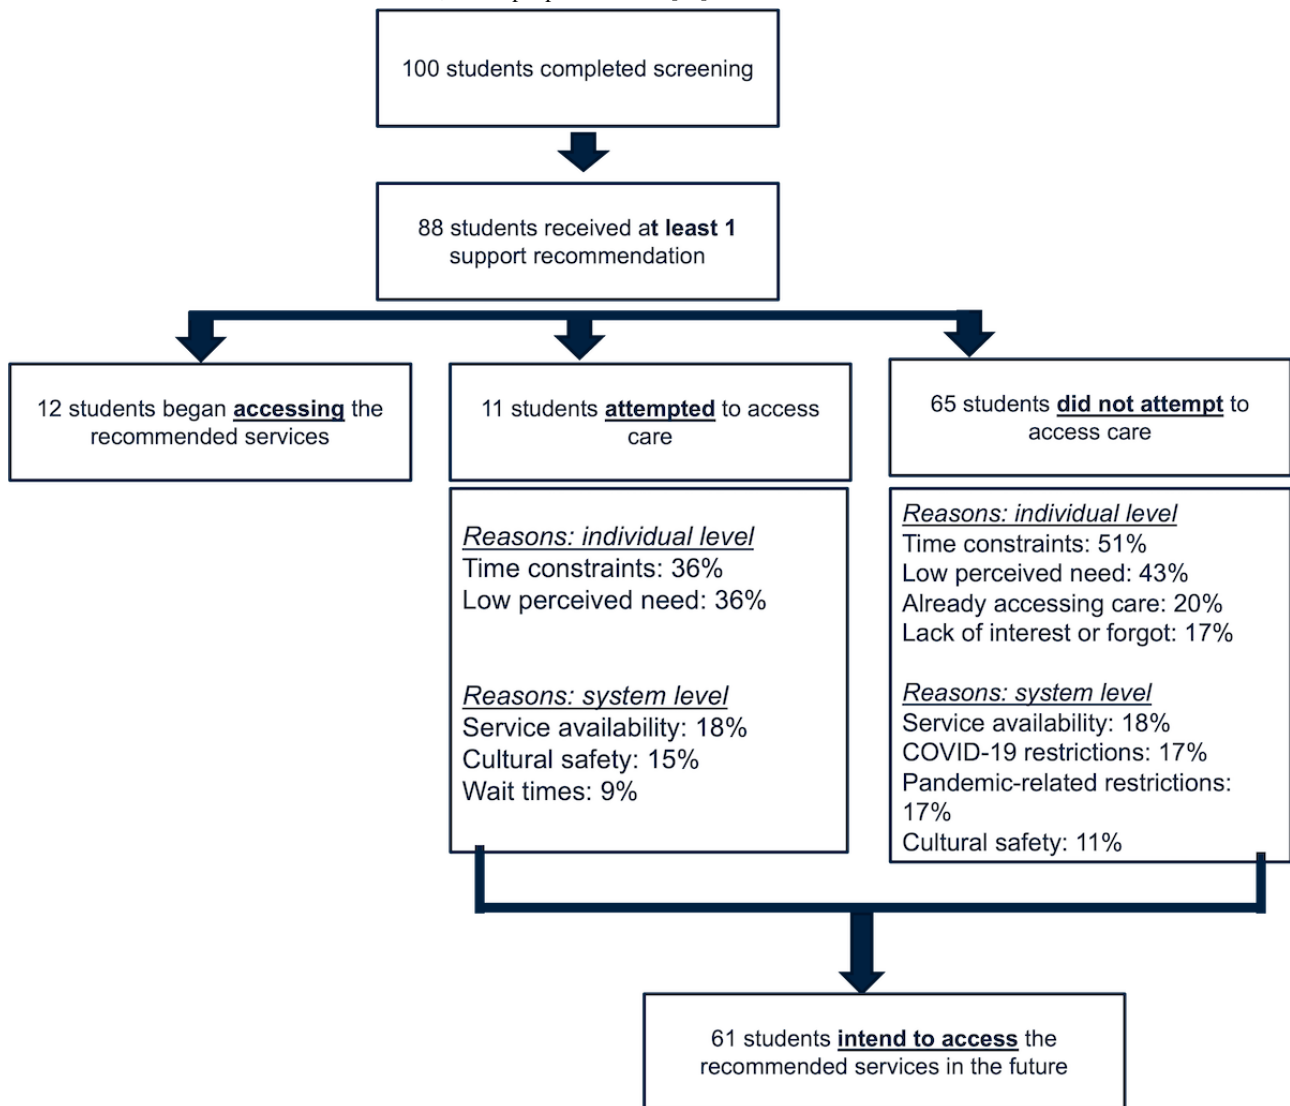 100 students completed screening
88 students received at least 1
support recommendation
12 students began accessing the
recommended services
11 students attempted to access
care
65 students did not attempt to
access care
Reasons: individual level
Time constraints: 36%
Low perceived need: 36%
Reasons: system level
Service availability: 18%
Cultural safety: 15%
Wait times: 9%
Reasons: individual level
Time constraints: 51%
Low perceived need: 43%
Already accessing care: 20%
Lack of interest or forgot: 17%
Reasons: system level
Service availability: 18%
COVID-19 restrictions: 17%
Pandemic-related restrictions:
17%
Cultural safety: 11%
61 students intend to access the
recommended services in the future